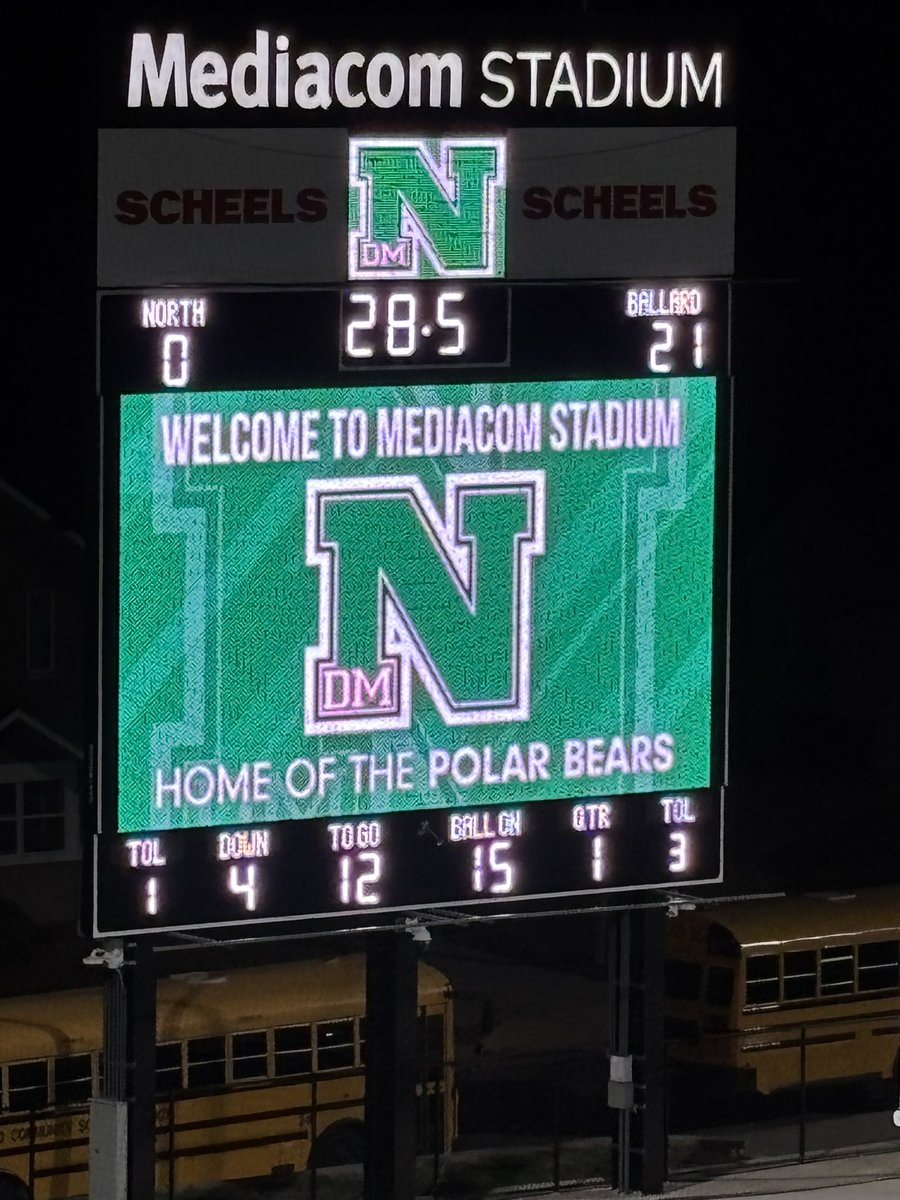 Mediacom STADIUM
SCHEELS
N
DM
SCHEELS
NORTH 28.5 BALLARD
0 21
WELCOME TO MEDIACOM STADIUM
N
DM
HOME OF THE POLAR BEARS
TOL DOWN TO GO BALL ON QTR TOL
1 4 12 15 1 3